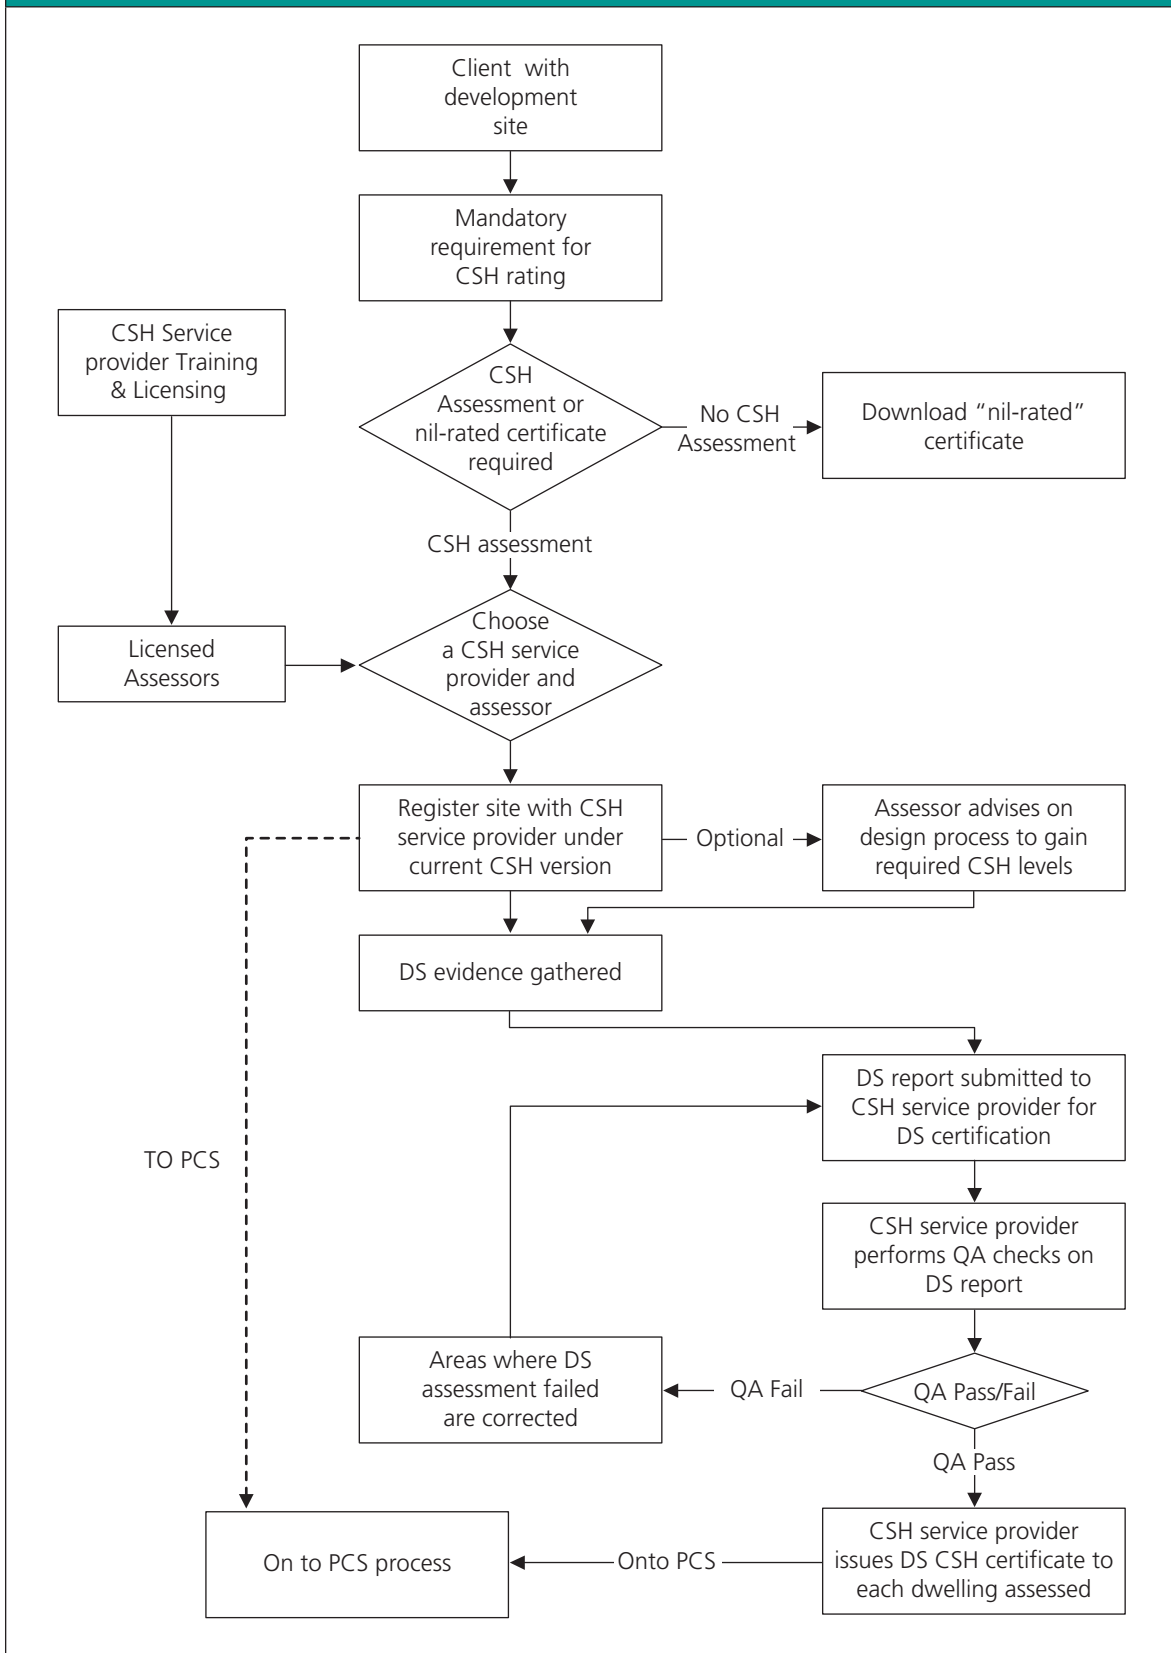 Client with
development
site
Mandatory
requirement for
CSH rating
CSH Service
provider Training
& Licensing
CSH
Assessment or
nil-rated certificate
required
No CSH
Assessment
Download “nil-rated”
certificate
CSH assessment
Licensed
Assessors
Choose
a CSH service
provider and
assessor
Register site with CSH
service provider under
current CSH version
Optional
Assessor advises on
design process to gain
required CSH levels
DS evidence gathered
DS report submitted to
CSH service provider for
DS certification
TO PCS
CSH service provider
performs QA checks on
DS report
Areas where DS
assessment failed
are corrected
QA Fail
QA Pass/Fail
QA Pass
On to PCS process
Onto PCS
CSH service provider
issues DS CSH certificate to
each dwelling assessed